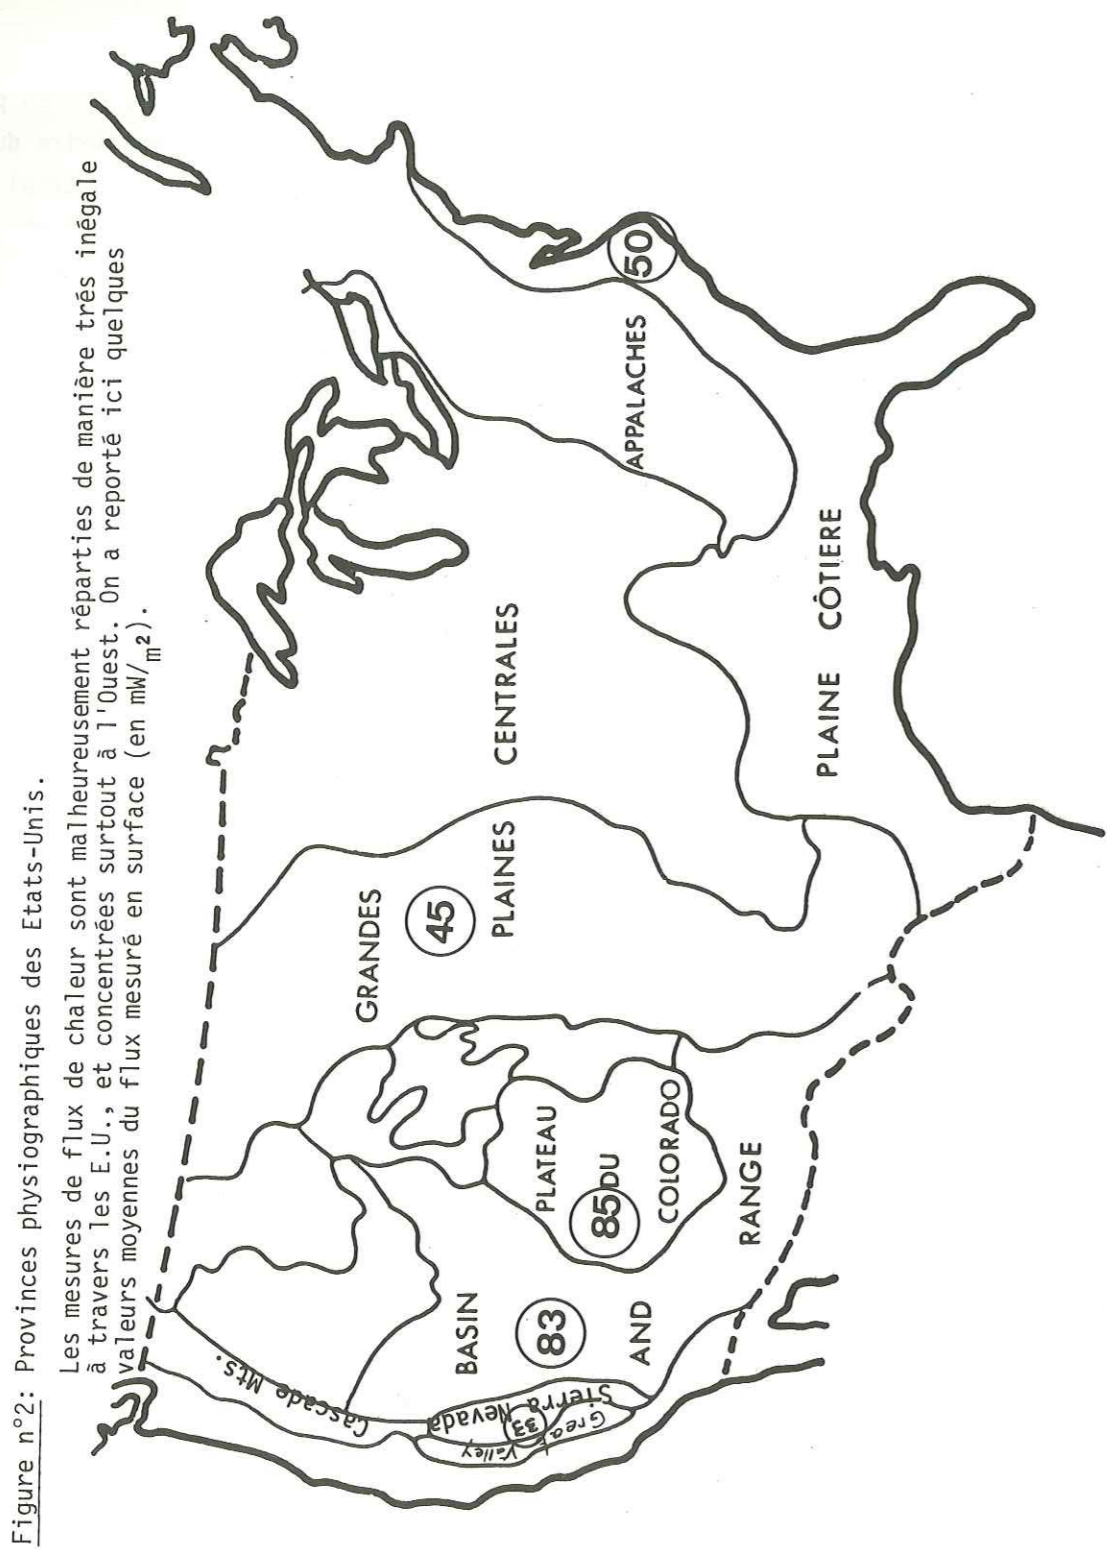 Figure n°2: Provinces physiographiques des Etats-Unis.
Les mesures de flux de chaleur sont malheureusement réparties de manière trés inégale
à travers les E.U., et concentrées surtout à l'Ouest. On a reporté ici quelques
valeurs moyennes du flux mesuré en surface (en mW/m²).
Cascade Mts.
Sierra Nevada
33
Great
Valley
BASIN
83
AND
RANGE
PLATEAU
85 DU
COLORADO
GRANDES
45
PLAINES
CENTRALES
APPALACHES
50
PLAINE CÔTIERE